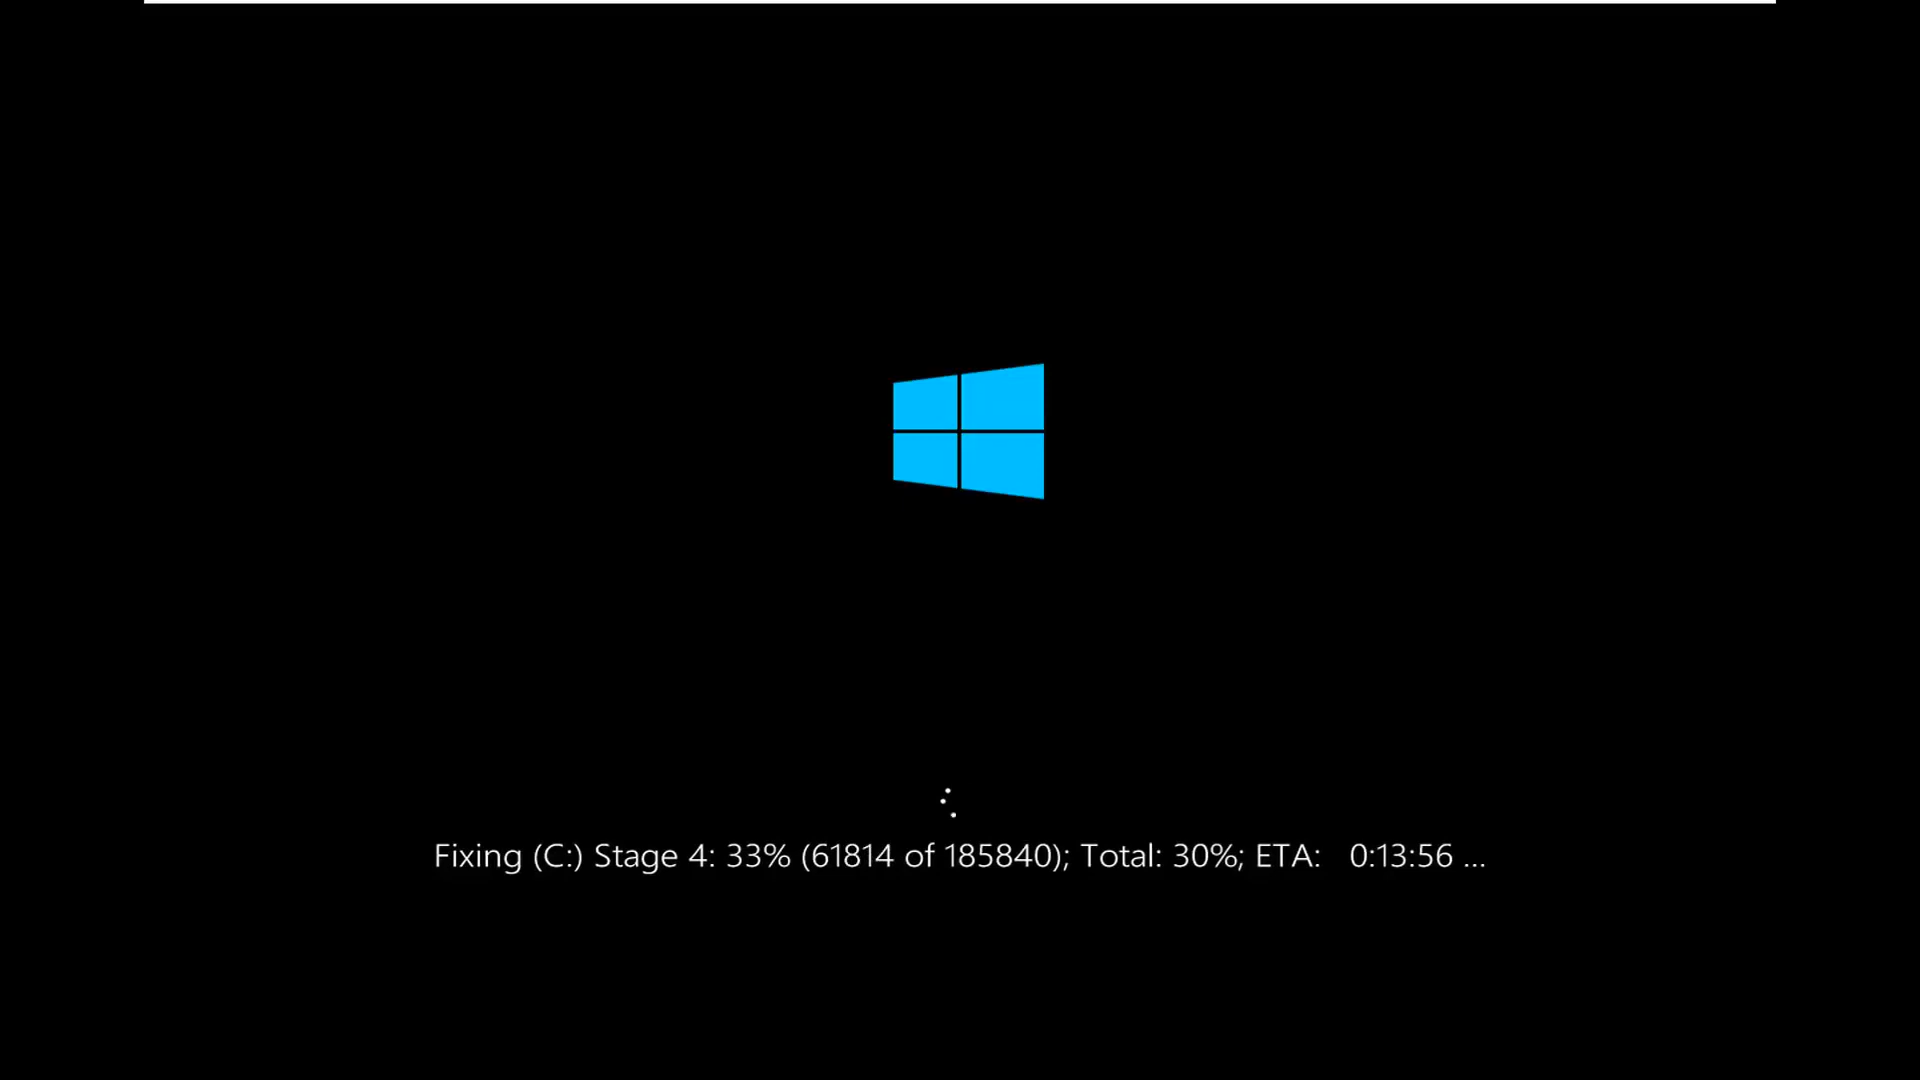 Fixing (C:) Stage 4: 33% (61814 of 185840); Total: 30%; ETA:   0:13:56 ...